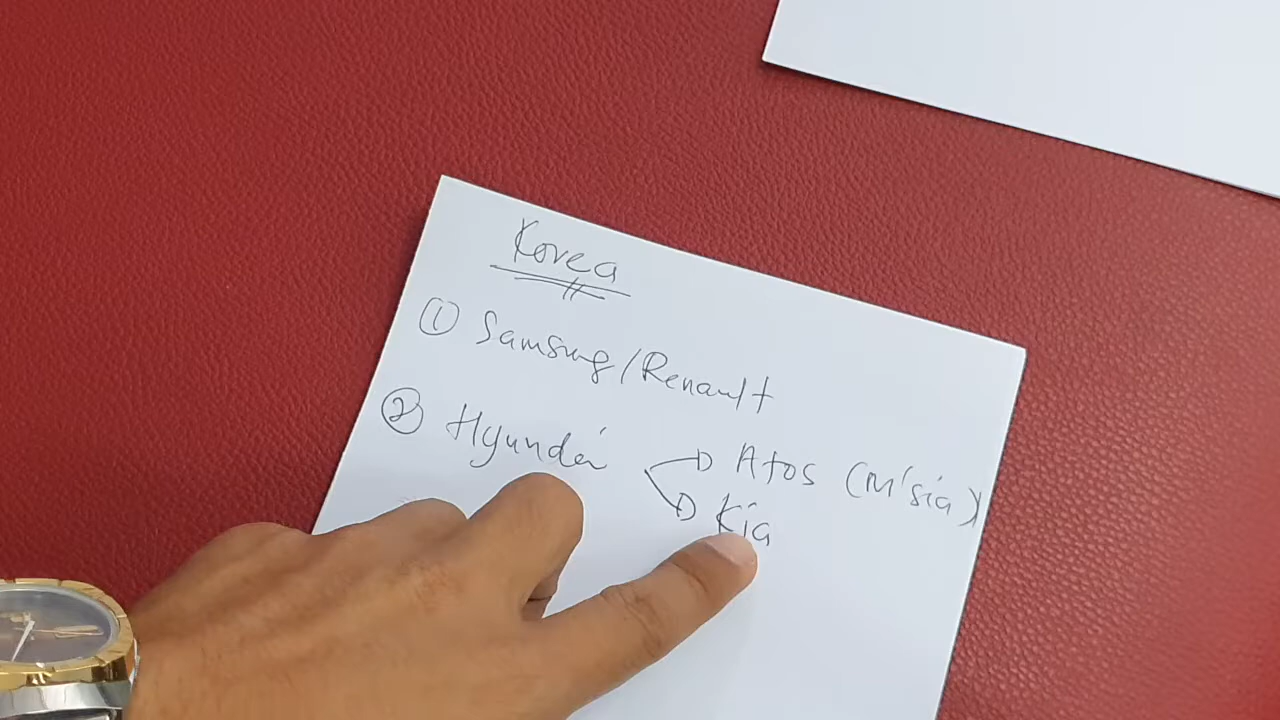 Korea
① Samsung/Renault
② Hyundai → Atos (M'sia)
→ Kia